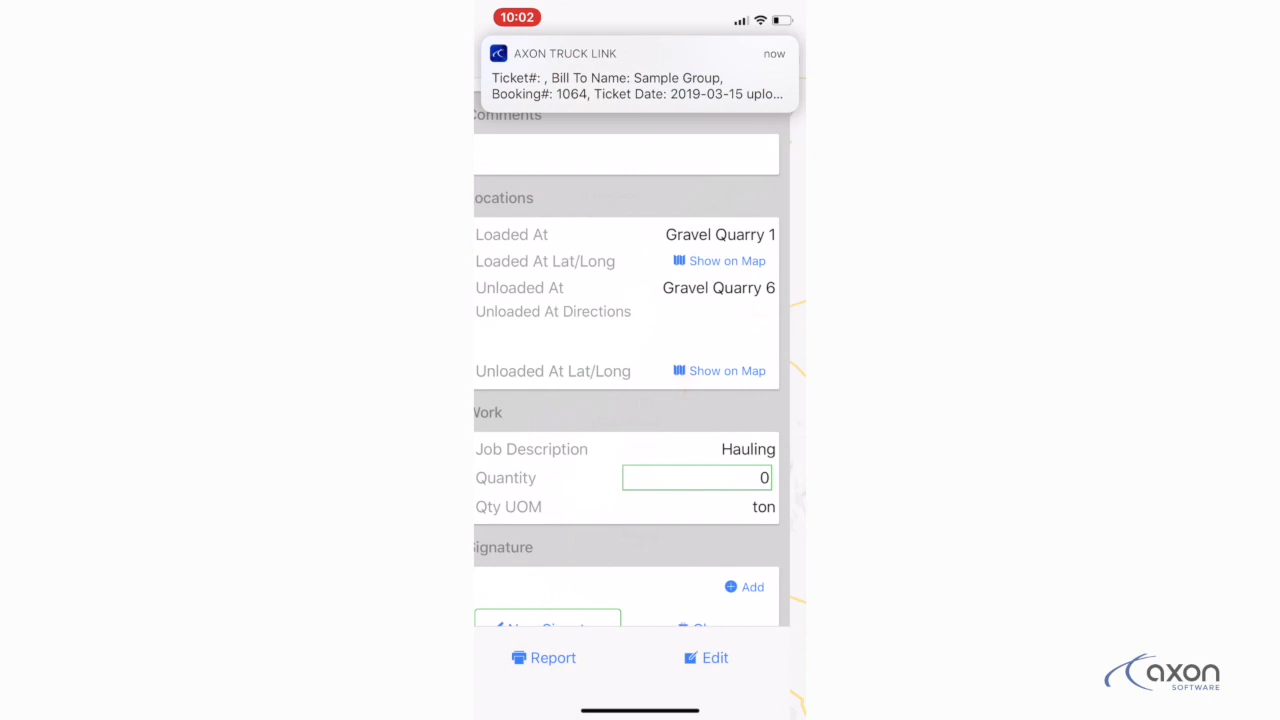 10:02
AXON TRUCK LINK
now
Ticket#: , Bill To Name: Sample Group,
Booking#: 1064, Ticket Date: 2019-03-15 uplo...
Comments
ocations
Loaded At
Gravel Quarry 1
Loaded At Lat/Long
Show on Map
Unloaded At
Gravel Quarry 6
Unloaded At Directions
Unloaded At Lat/Long
Show on Map
Work
Job Description
Hauling
Quantity
0
Qty UOM
ton
Signature
Add
Report
Edit
axon
SOFTWARE